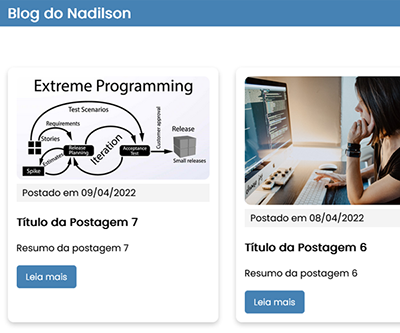 Blog do Nadilson
Extreme Programming
Test Scenarios
Requirements
Stories
Customer approval
Release
Release Planning
Iteration
Acceptance Test
Estimates
Small releases
Spike
Postado em 09/04/2022
Título da Postagem 7
Resumo da postagem 7
Leia mais
Postado em 08/04/2022
Título da Postagem 6
Resumo da postagem 6
Leia mais